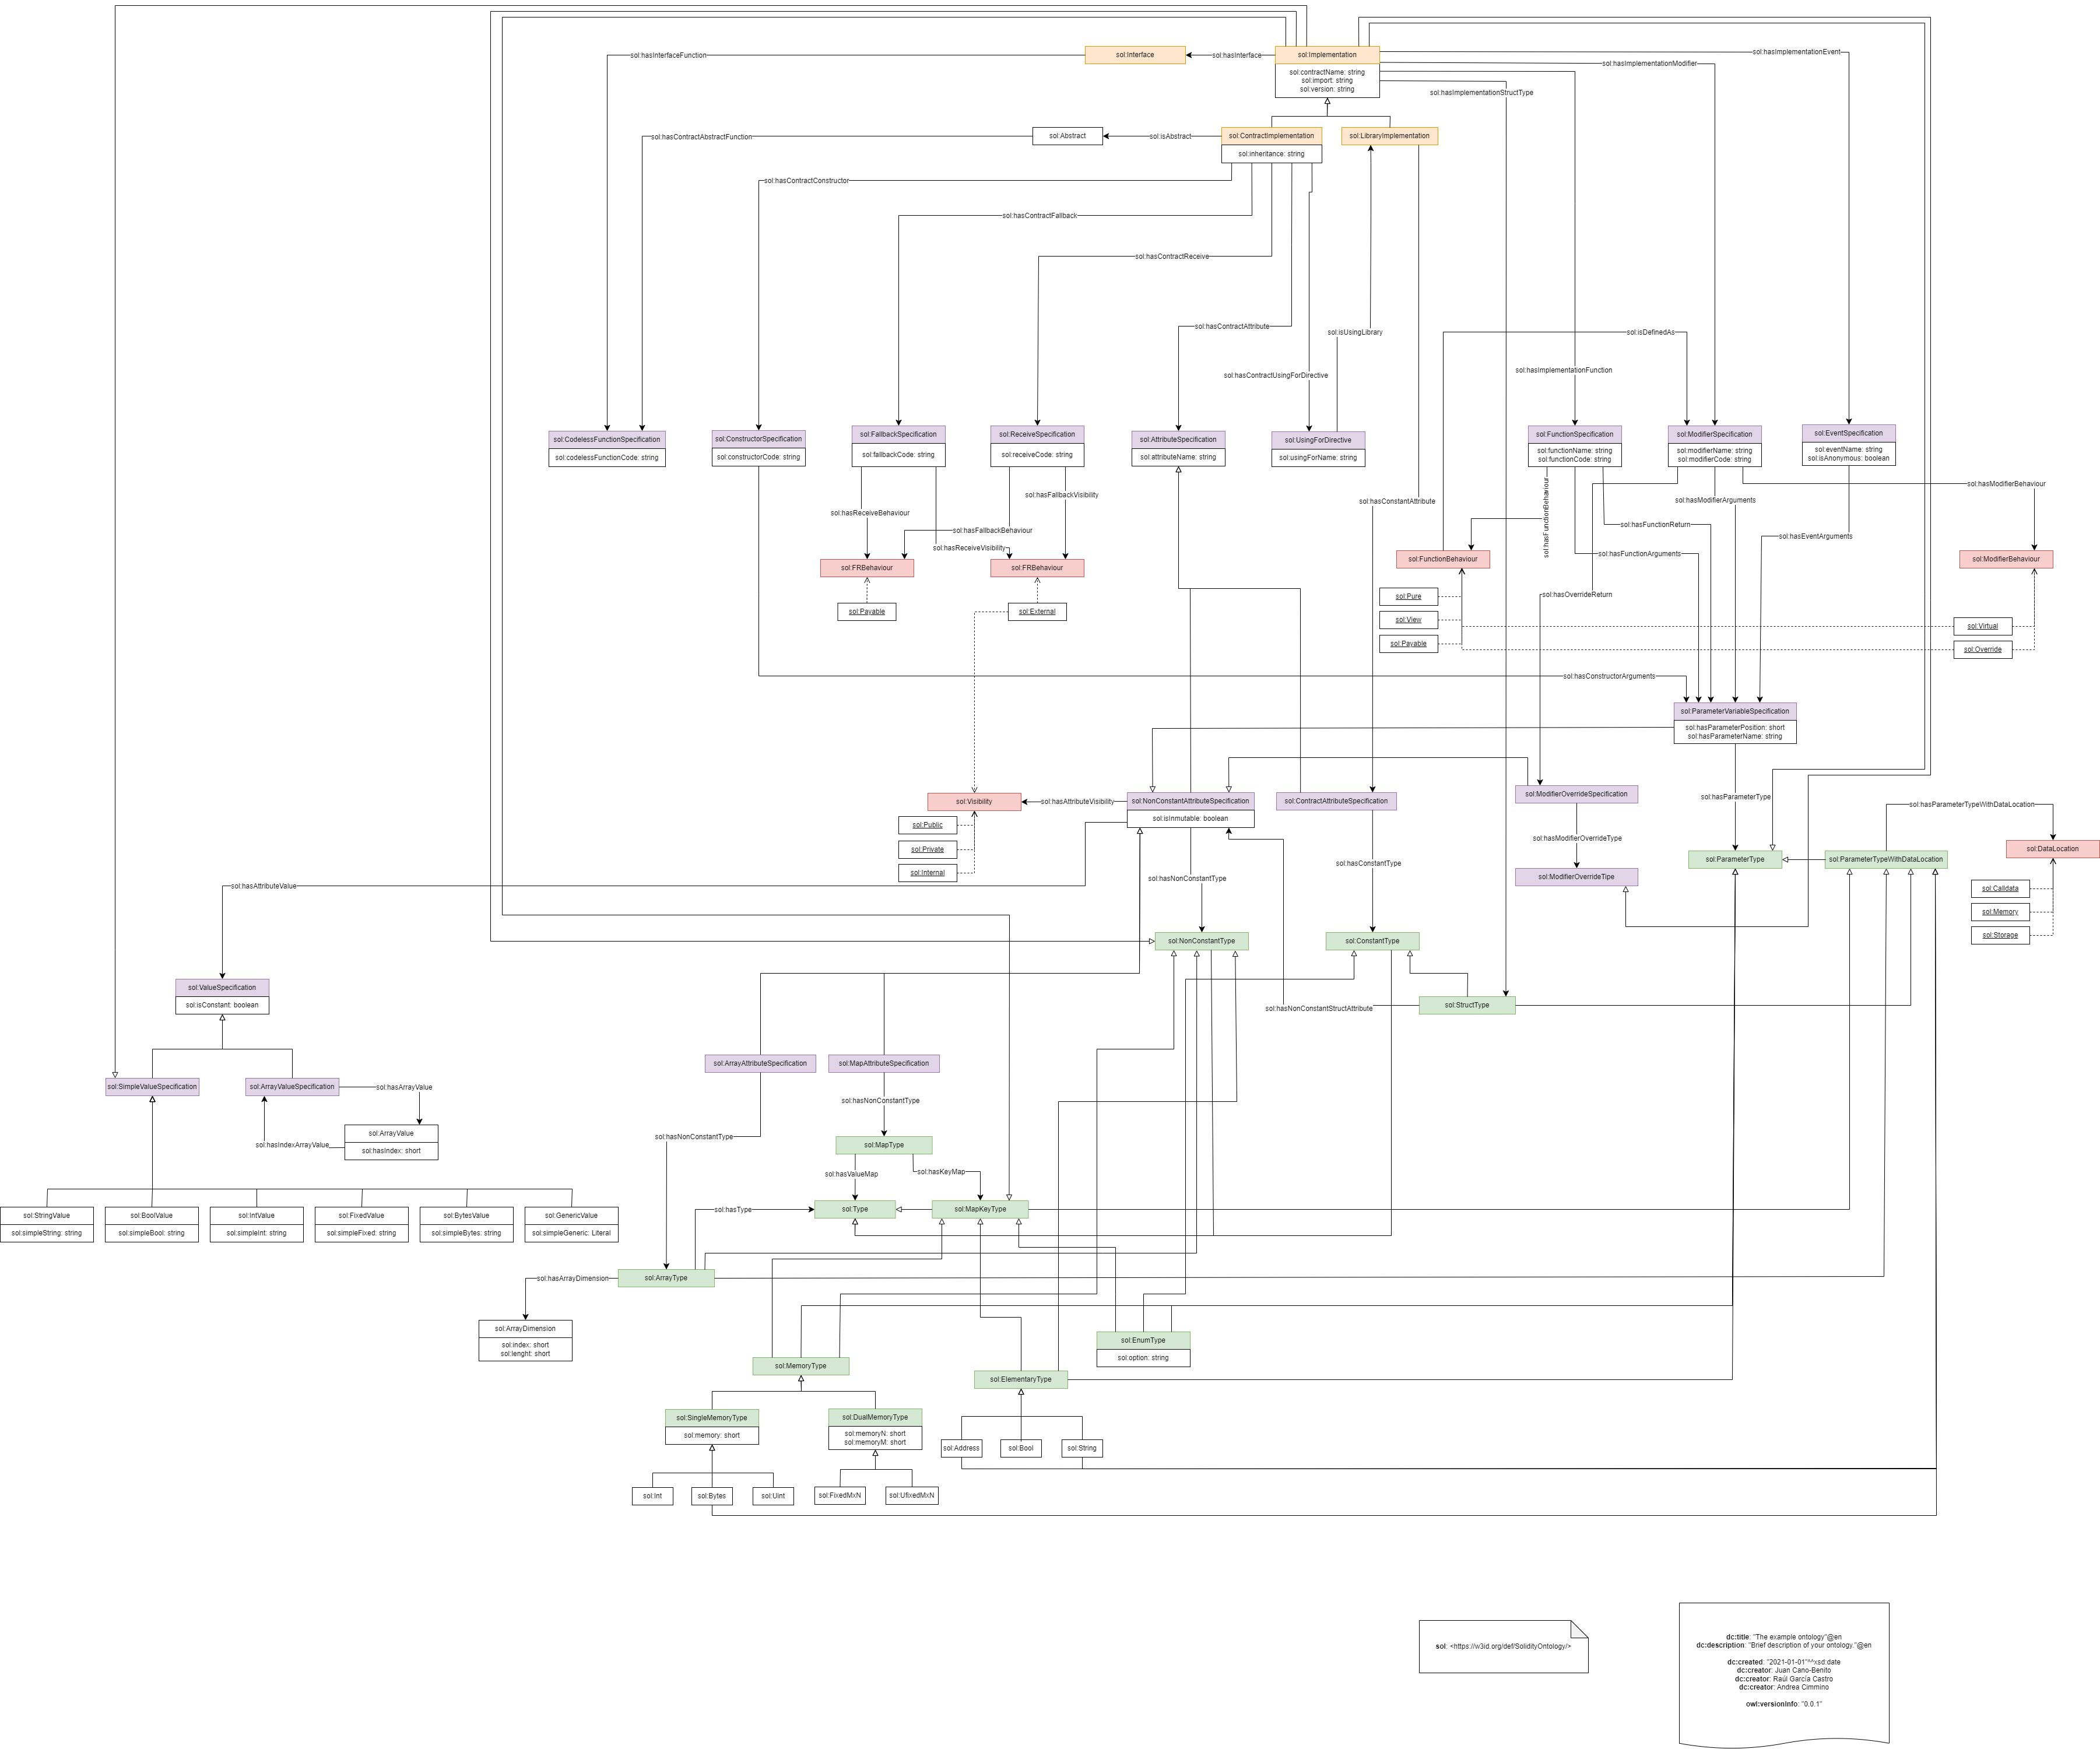 sol:hasInterfaceFunction
sol:Interface
sol:hasInterface
sol:Implementation
sol:contractName: string
sol:import: string
sol:version: string
sol:hasImplementationEvent
sol:hasImplementationModifier
sol:hasImplementationStructType
sol:hasContractAbstractFunction
sol:Abstract
sol:isAbstract
sol:ContractImplementation
sol:inheritance: string
sol:LibraryImplementation
sol:hasContractConstructor
sol:hasContractFallback
sol:hasContractReceive
sol:hasContractAttribute
sol:isUsingLibrary
sol:isDefinedAs
sol:hasContractUsingForDirective
sol:hasImplementationFunction
sol:CodelessFunctionSpecification
sol:codelessFunctionCode: string
sol:ConstructorSpecification
sol:constructorCode: string
sol:FallbackSpecification
sol:fallbackCode: string
sol:ReceiveSpecification
sol:receiveCode: string
sol:AttributeSpecification
sol:attributeName: string
sol:UsingForDirective
sol:usingForName: string
sol:FunctionSpecification
sol:functionName: string
sol:functionCode: string
sol:ModifierSpecification
sol:modifierName: string
sol:modifierCode: string
sol:EventSpecification
sol:eventName: string
sol:isAnonymous: boolean
sol:hasFallbackVisibility
sol:hasConstantAttribute
sol:hasModifierArguments
sol:hasModifierBehaviour
sol:hasReceiveBehaviour
sol:hasFunctionBehaviour
sol:hasFunctionReturn
sol:hasFallbackBehaviour
sol:hasEventArguments
sol:hasReceiveVisibility
sol:hasFunctionArguments
sol:FRBehaviour
sol:FRBehaviour
sol:FunctionBehaviour
sol:ModifierBehaviour
sol:Payable
sol:External
sol:Pure
sol:hasOverrideReturn
sol:View
sol:Virtual
sol:Payable
sol:Override
sol:hasConstructorArguments
sol:ParameterVariableSpecification
sol:hasParameterPosition: short
sol:hasParameterName: string
sol:Visibility
sol:hasAttributeVisibility
sol:NonConstantAttributeSpecification
sol:isInmutable: boolean
sol:ContractAttributeSpecification
sol:ModifierOverrideSpecification
sol:hasParameterType
sol:hasParameterTypeWithDataLocation
sol:Public
sol:Private
sol:Internal
sol:hasModifierOverrideType
sol:hasConstantType
sol:ParameterType
sol:ParameterTypeWithDataLocation
sol:DataLocation
sol:hasNonConstantType
sol:ModifierOverrideTipe
sol:hasAttributeValue
sol:Calldata
sol:Memory
sol:Storage
sol:NonConstantType
sol:ConstantType
sol:ValueSpecification
sol:isConstant: boolean
sol:hasNonConstantStructAttribute
sol:StructType
sol:ArrayAttributeSpecification
sol:MapAttributeSpecification
sol:SimpleValueSpecification
sol:ArrayValueSpecification
sol:hasArrayValue
sol:hasNonConstantType
sol:ArrayValue
sol:hasIndex: short
sol:hasIndexArrayValue
sol:hasNonConstantType
sol:MapType
sol:hasValueMap
sol:hasKeyMap
sol:StringValue
sol:simpleString: string
sol:BoolValue
sol:simpleBool: string
sol:IntValue
sol:simpleInt: string
sol:FixedValue
sol:simpleFixed: string
sol:BytesValue
sol:simpleBytes: string
sol:GenericValue
sol:simpleGeneric: Literal
sol:hasType
sol:Type
sol:MapKeyType
sol:hasArrayDimension
sol:ArrayType
sol:ArrayDimension
sol:index: short
sol:lenght: short
sol:EnumType
sol:option: string
sol:MemoryType
sol:ElementaryType
sol:SingleMemoryType
sol:memory: short
sol:DualMemoryType
sol:memoryN: short
sol:memoryM: short
sol:Address
sol:Bool
sol:String
sol:Int
sol:Bytes
sol:Uint
sol:FixedMxN
sol:UfixedMxN
sol: <https://w3id.org/def/SolidityOntology/>
dc:title: "The example ontology"@en
dc:description: "Brief description of your ontology."@en
dc:created: "2021-01-01"^^xsd:date
dc:creator: Juan Cano-Benito
dc:creator: Raúl García Castro
dc:creator: Andrea Cimmino
owl:versionInfo: "0.0.1"